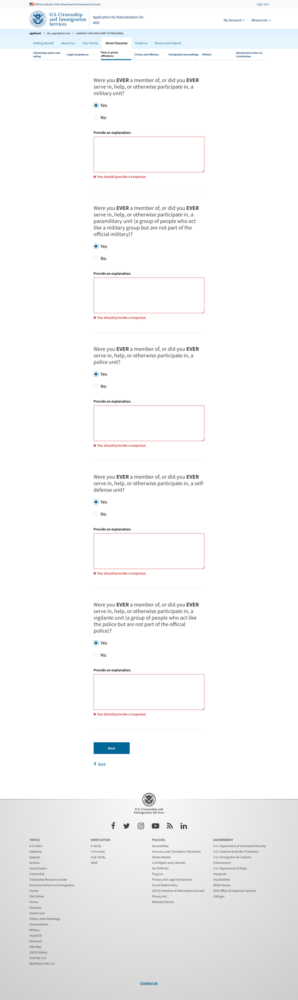 Official website of the Department of Homeland Security
Sign Out
U.S. Citizenship
and Immigration
Services
Application for Naturalization (N-
400)
My Account
Resources
applicant > dai_app1@test.com > ada844a7-efc8-49cb-b3f6-37370b4a460a
Getting Started
About You
Your Family
Moral Character
Evidence
Review and Submit
Citizenship claims and
voting
Legal competency
Party or group
affiliations
Crimes and offenses
Immigration proceedings
Military
Attachment to the U.S.
Constitution
Were you EVER a member of, or did you EVER
serve in, help, or otherwise participate in, a
military unit?
Yes
No
Provide an explanation.
You should provide a response.
Were you EVER a member of, or did you EVER
serve in, help, or otherwise participate in, a
paramilitary unit (a group of people who act
like a military group but are not part of the
official military)?
Yes
No
Provide an explanation.
You should provide a response.
Were you EVER a member of, or did you EVER
serve in, help, or otherwise participate in, a
police unit?
Yes
No
Provide an explanation.
You should provide a response.
Were you EVER a member of, or did you EVER
serve in, help, or otherwise participate in, a self-
defense unit?
Yes
No
Provide an explanation.
You should provide a response.
Were you EVER a member of, or did you EVER
serve in, help, or otherwise participate in, a
vigilante unit (a group of people who act like
the police but are not part of the official
police)?
Yes
No
Provide an explanation.
You should provide a response.
Next
Back
U.S. Citizenship and
Immigration Services
TOPICS
A-Z Index
Adoption
Appeals
Archive
Avoid Scams
Citizenship
Citizenship Resource Center
Executive Actions on Immigration
Family
File Online
Forms
Glossary
Green Card
History and Genealogy
Humanitarian
Military
myUSCIS
Outreach
Site Map
USCIS Videos
Visit the U.S.
Working in the U.S.
VERIFICATION
E-Verify
I-9 Central
myE-Verify
SAVE
POLICIES
Accessibility
Accuracy and Translation Disclaimer
Adobe Reader
Civil Rights and Liberties
No FEAR Act
Plug-ins
Privacy and Legal Disclaimers
Social Media Policy
USCIS Freedom of Information Act and
Privacy Act
Website Policies
GOVERNMENT
U.S. Department of Homeland Security
U.S. Customs & Border Protection
U.S. Immigration & Customs
Enforcement
U.S. Department of State
Passports
Visa Bulletin
White House
DHS Office of Inspector General
USA.gov
Contact Us